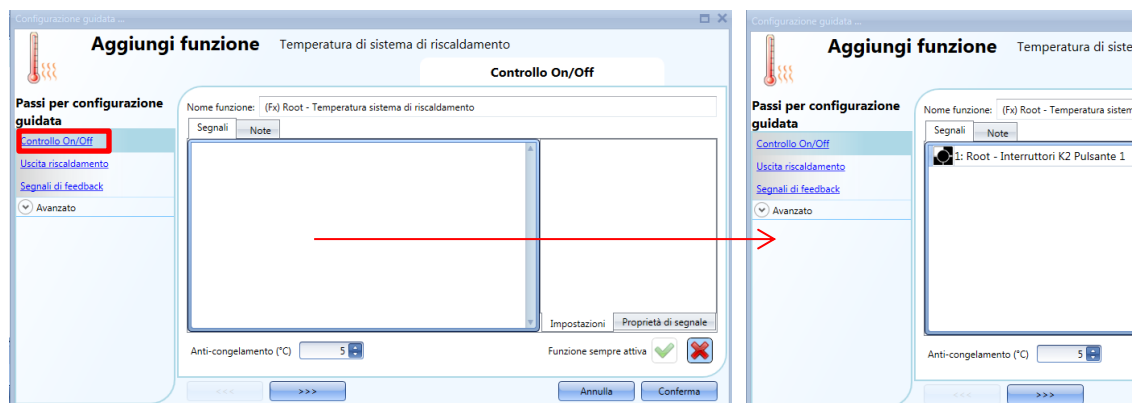 Configurazione guidata ...
Aggiungi funzione Temperatura di sistema di riscaldamento
Controllo On/Off
Passi per configurazione guidata
Controllo On/Off
Uscita riscaldamento
Segnali di feedback
Avanzato
Nome funzione: (Fx) Root - Temperatura sistema di riscaldamento
Segnali Note
Impostazioni Proprietà di segnale
Anti-congelamento (°C) 5 Funzione sempre attiva
<<< >>> Annulla Conferma
Configurazione guidata ...
Aggiungi funzione Temperatura di siste
Passi per configurazione guidata
Controllo On/Off
Uscita riscaldamento
Segnali di feedback
Avanzato
Nome funzione: (Fx) Root - Temperatura sistem
Segnali Note
1: Root - Interruttori K2 Pulsante 1
Anti-congelamento (°C) 5
<<< >>>